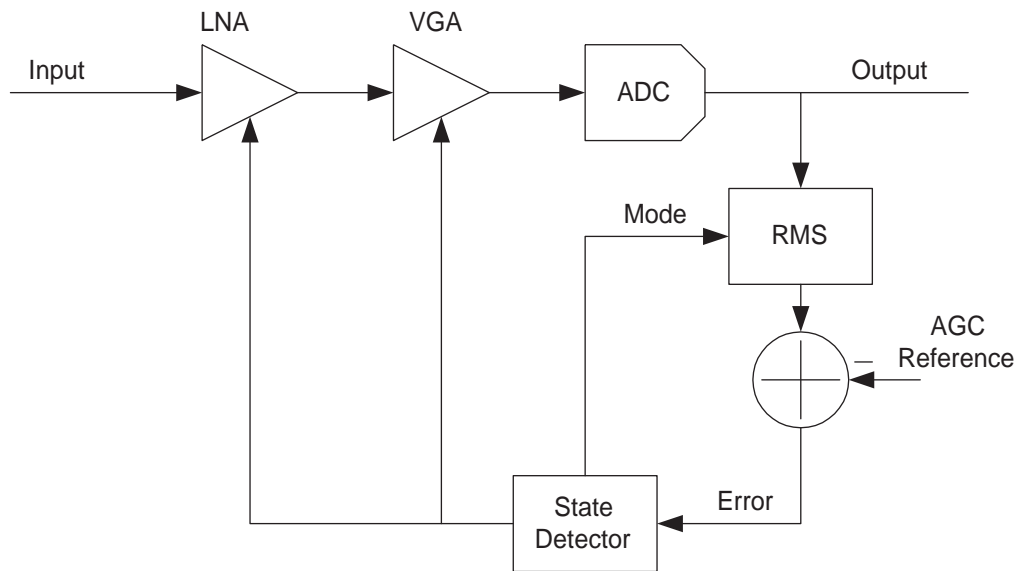 LNA
VGA
Input
ADC
Output
Mode
RMS
AGC
Reference
–
State
Detector
Error